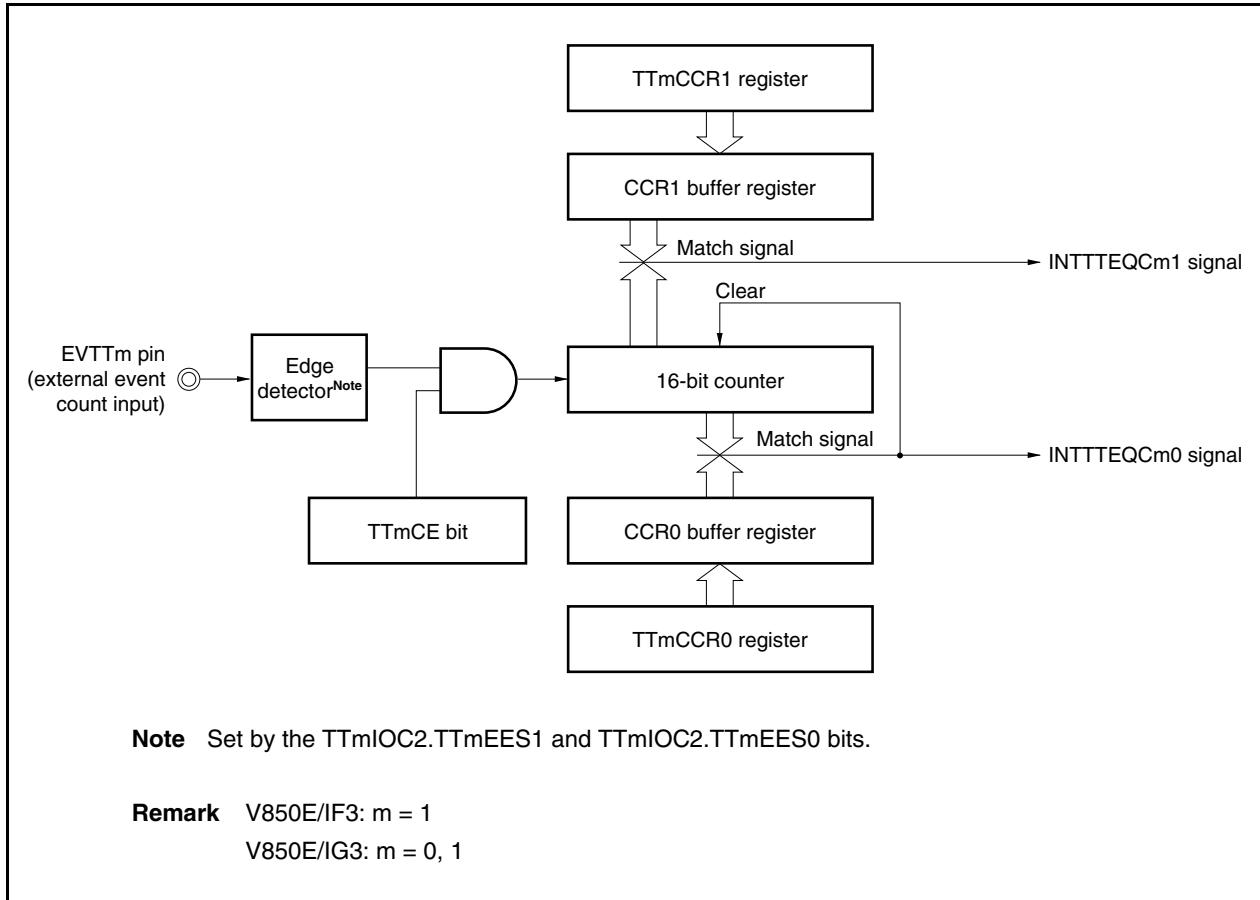 TTmCCR1 register
CCR1 buffer register
Match signal
INTTTEQCm1 signal
Clear
EVTTm pin
(external event
count input)
Edge
detectorNote
16-bit counter
Match signal
INTTTEQCm0 signal
TTmCE bit
CCR0 buffer register
TTmCCR0 register
Note Set by the TTmIOC2.TTmEES1 and TTmIOC2.TTmEES0 bits.
Remark V850E/IF3: m = 1
V850E/IG3: m = 0, 1